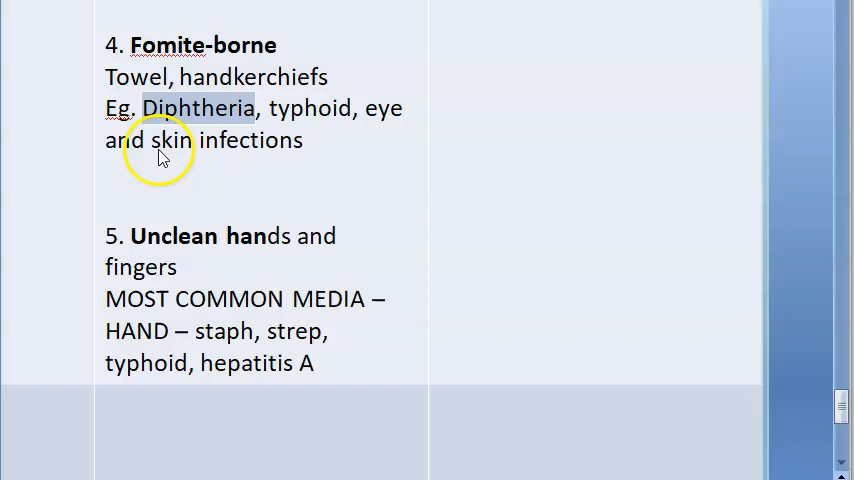 4. Fomite-borne
Towel, handkerchiefs
Eg. Diphtheria, typhoid, eye
and skin infections
5. Unclean hands and
fingers
MOST COMMON MEDIA –
HAND – staph, strep,
typhoid, hepatitis A